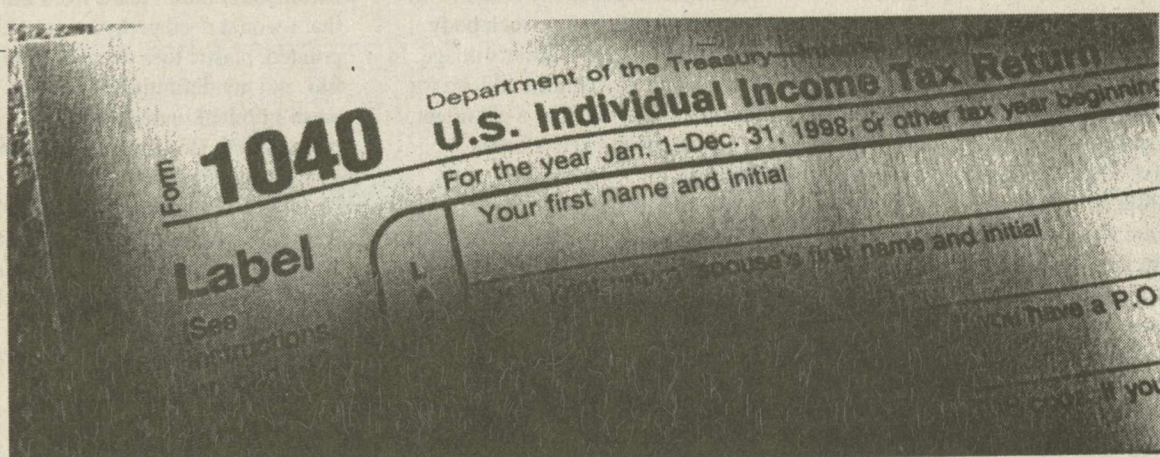 Form 1040
Department of the Treasury—
U.S. Individual Income Tax Return
For the year Jan. 1–Dec. 31, 1998, or other tax year beginning
Label
(See
instructions
L
A
Your first name and initial
spouse's first name and initial
you have a P.O
If you